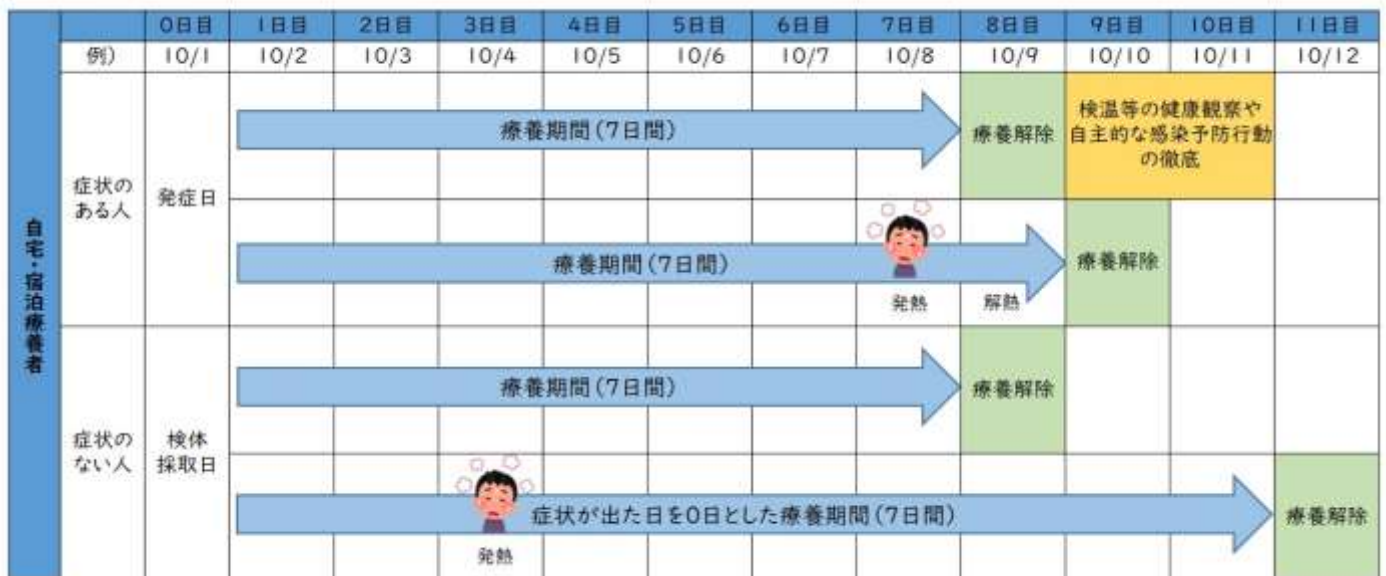 0日目 1日目 2日目 3日目 4日目 5日目 6日目 7日目 8日目 9日目 10日目 11日目
例) 10/1 10/2 10/3 10/4 10/5 10/6 10/7 10/8 10/9 10/10 10/11 10/12
自宅・宿泊療養者
症状の
ある人
発症日
療養期間(7日間)
療養解除
検温等の健康観察や
自主的な感染予防行動
の徹底
療養期間(7日間)
発熱
解熱
療養解除
症状の
ない人
検体
採取日
療養期間(7日間)
療養解除
発熱
症状が出た日を0日とした療養期間(7日間)
療養解除